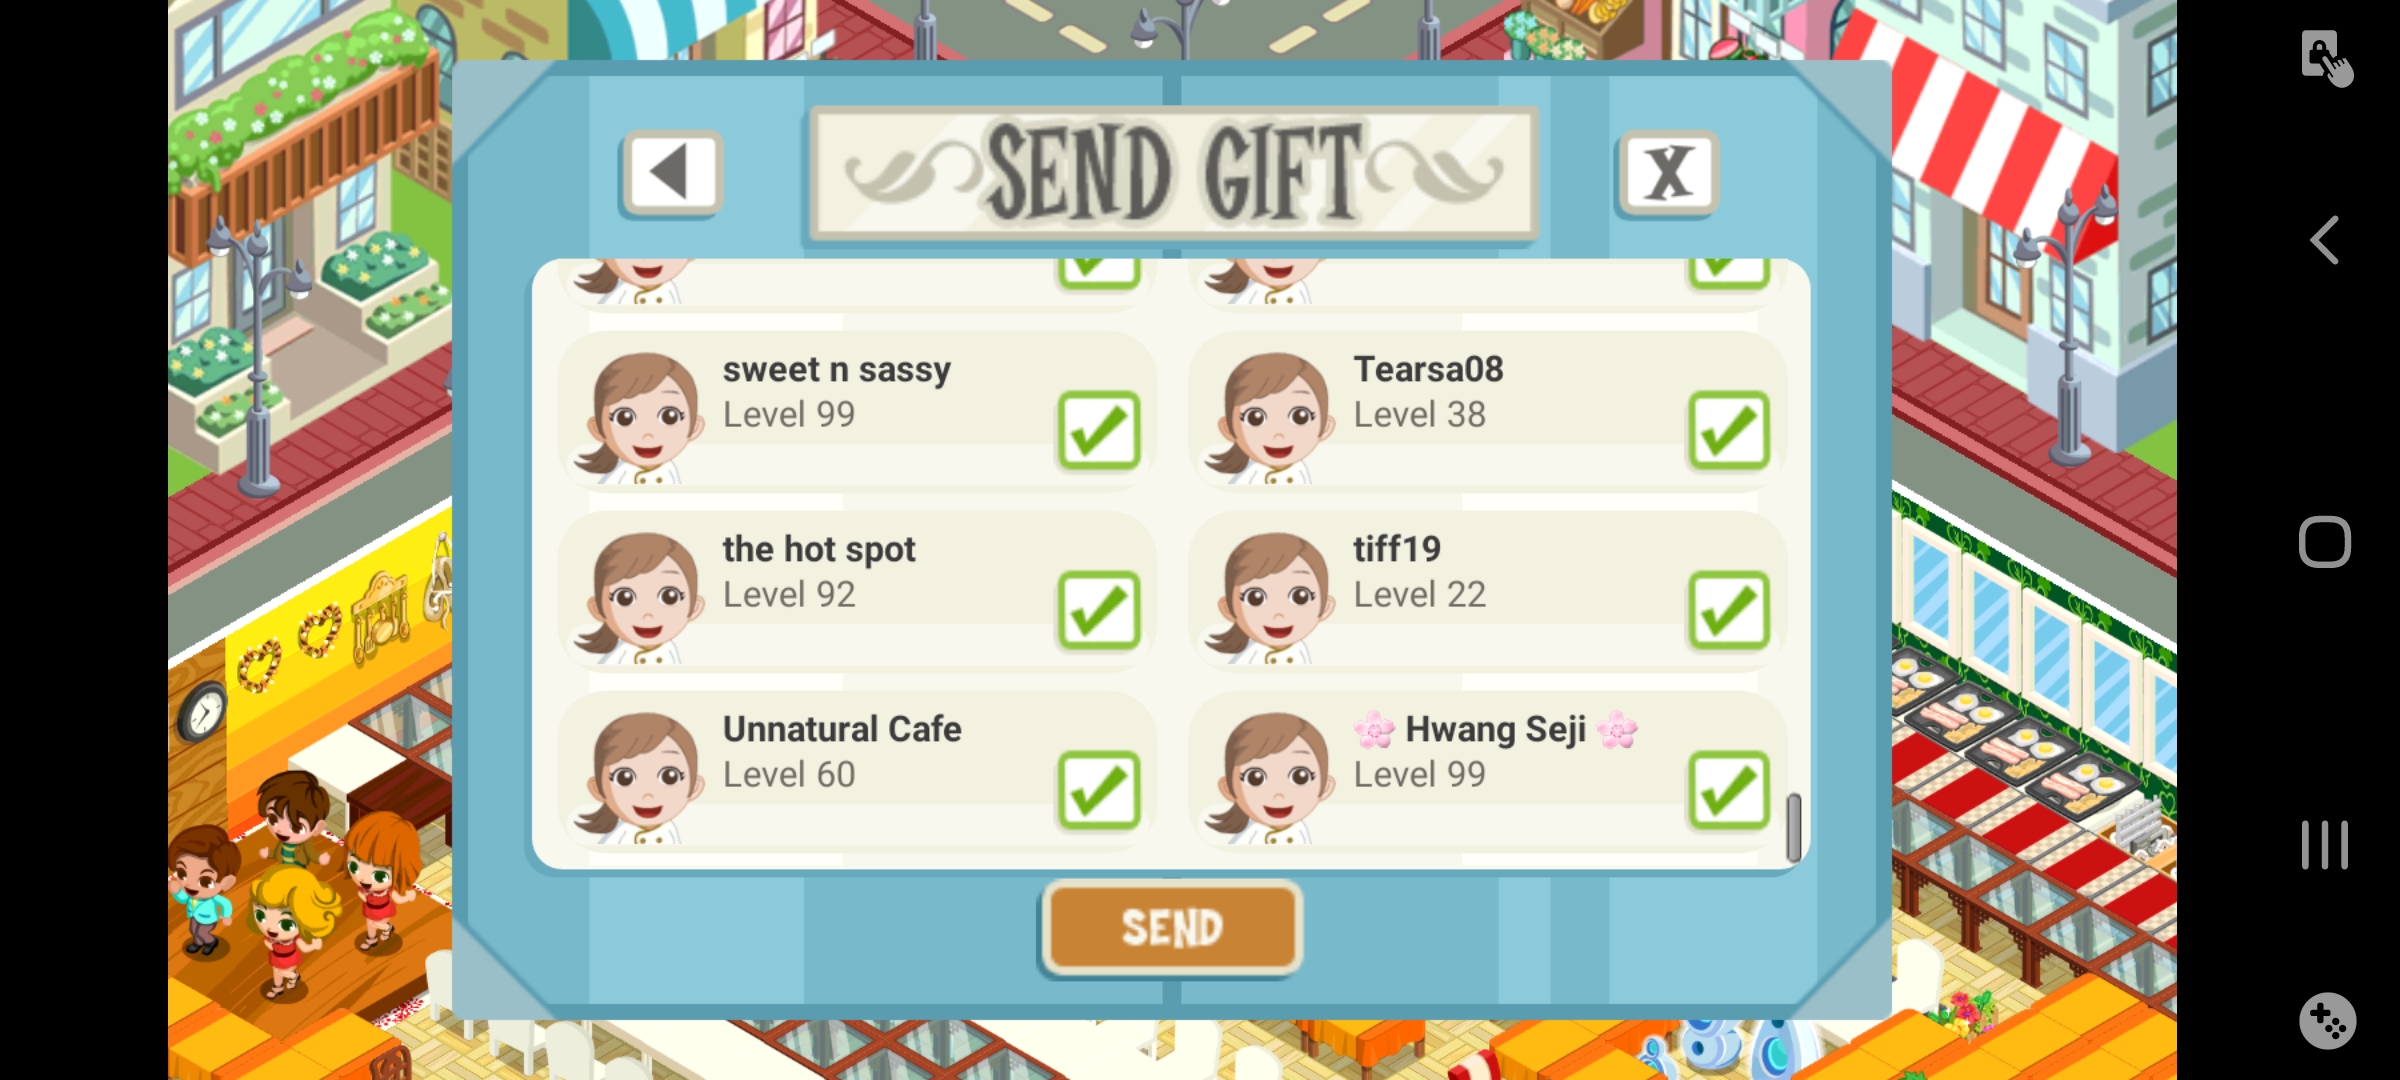 SEND GIFT
X
sweet n sassy
Level 99
Tearsa08
Level 38
the hot spot
Level 92
tiff19
Level 22
Unnatural Cafe
Level 60
🌸 Hwang Seji 🌸
Level 99
SEND